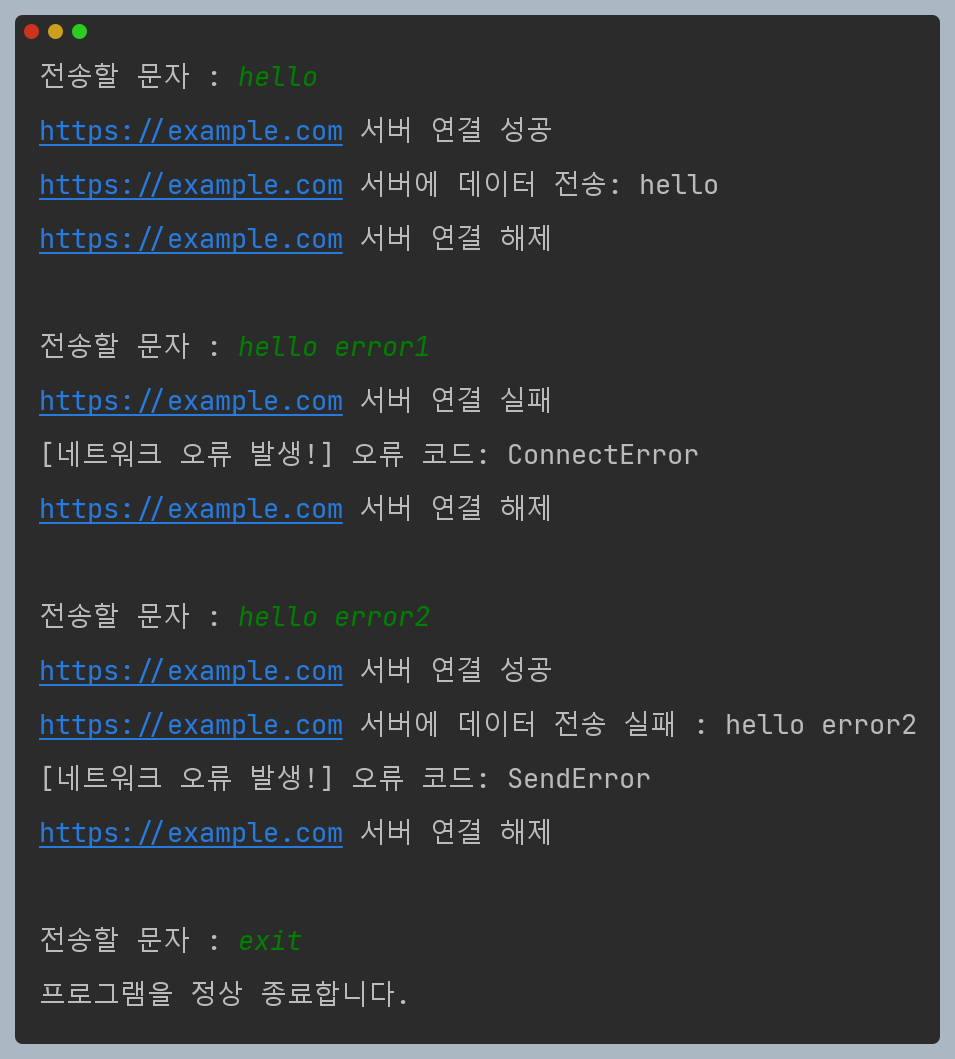 전송할 문자 : hello
https://example.com 서버 연결 성공
https://example.com 서버에 데이터 전송: hello
https://example.com 서버 연결 해제
전송할 문자 : hello error1
https://example.com 서버 연결 실패
[네트워크 오류 발생!] 오류 코드: ConnectError
https://example.com 서버 연결 해제
전송할 문자 : hello error2
https://example.com 서버 연결 성공
https://example.com 서버에 데이터 전송 실패 : hello error2
[네트워크 오류 발생!] 오류 코드: SendError
https://example.com 서버 연결 해제
전송할 문자 : exit
프로그램을 정상 종료합니다.